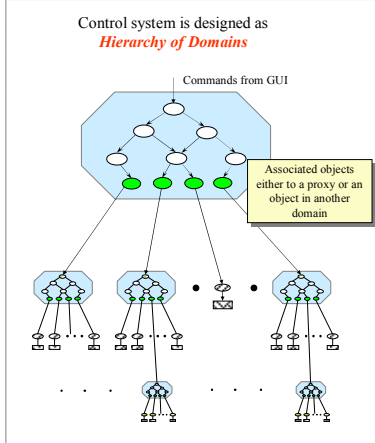 Control system is designed as
Hierarchy of Domains
Commands from GUI
Associated objects
either to a proxy or an
object in another
domain